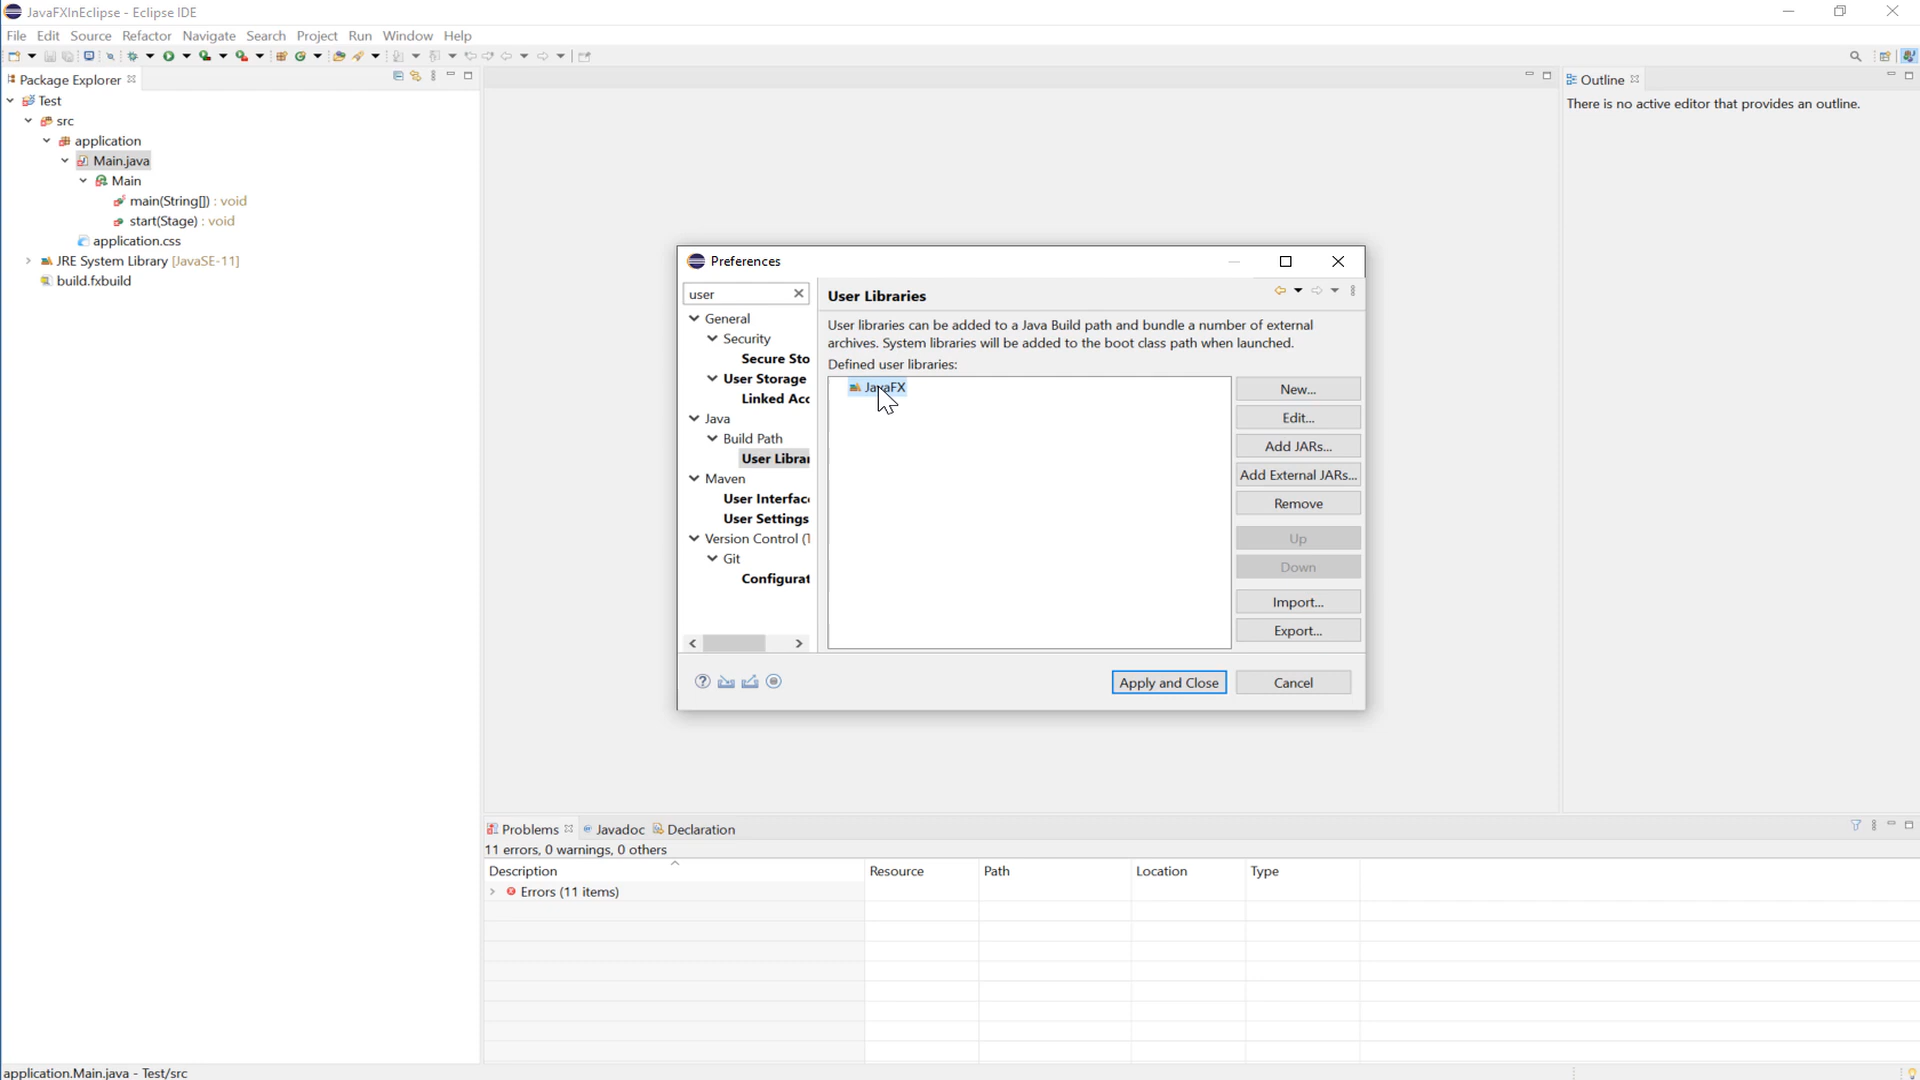 JavaFXInEclipse - Eclipse IDE
File Edit Source Refactor Navigate Search Project Run Window Help
Package Explorer
Test
src
application
Main.java
Main
main(String[]) : void
start(Stage) : void
application.css
JRE System Library [JavaSE-11]
build.fxbuild
Outline
There is no active editor that provides an outline.
Preferences
user
General
Security
Secure Sto
User Storage
Linked Acc
Java
Build Path
User Librar
Maven
User Interface
User Settings
Version Control (T
Git
Configurat
User Libraries
User libraries can be added to a Java Build path and bundle a number of external
archives. System libraries will be added to the boot class path when launched.
Defined user libraries:
JavaFX
New...
Edit...
Add JARs...
Add External JARs...
Remove
Up
Down
Import...
Export...
Apply and Close
Cancel
Problems Javadoc Declaration
11 errors, 0 warnings, 0 others
Description Resource Path Location Type
Errors (11 items)
application.Main.java - Test/src